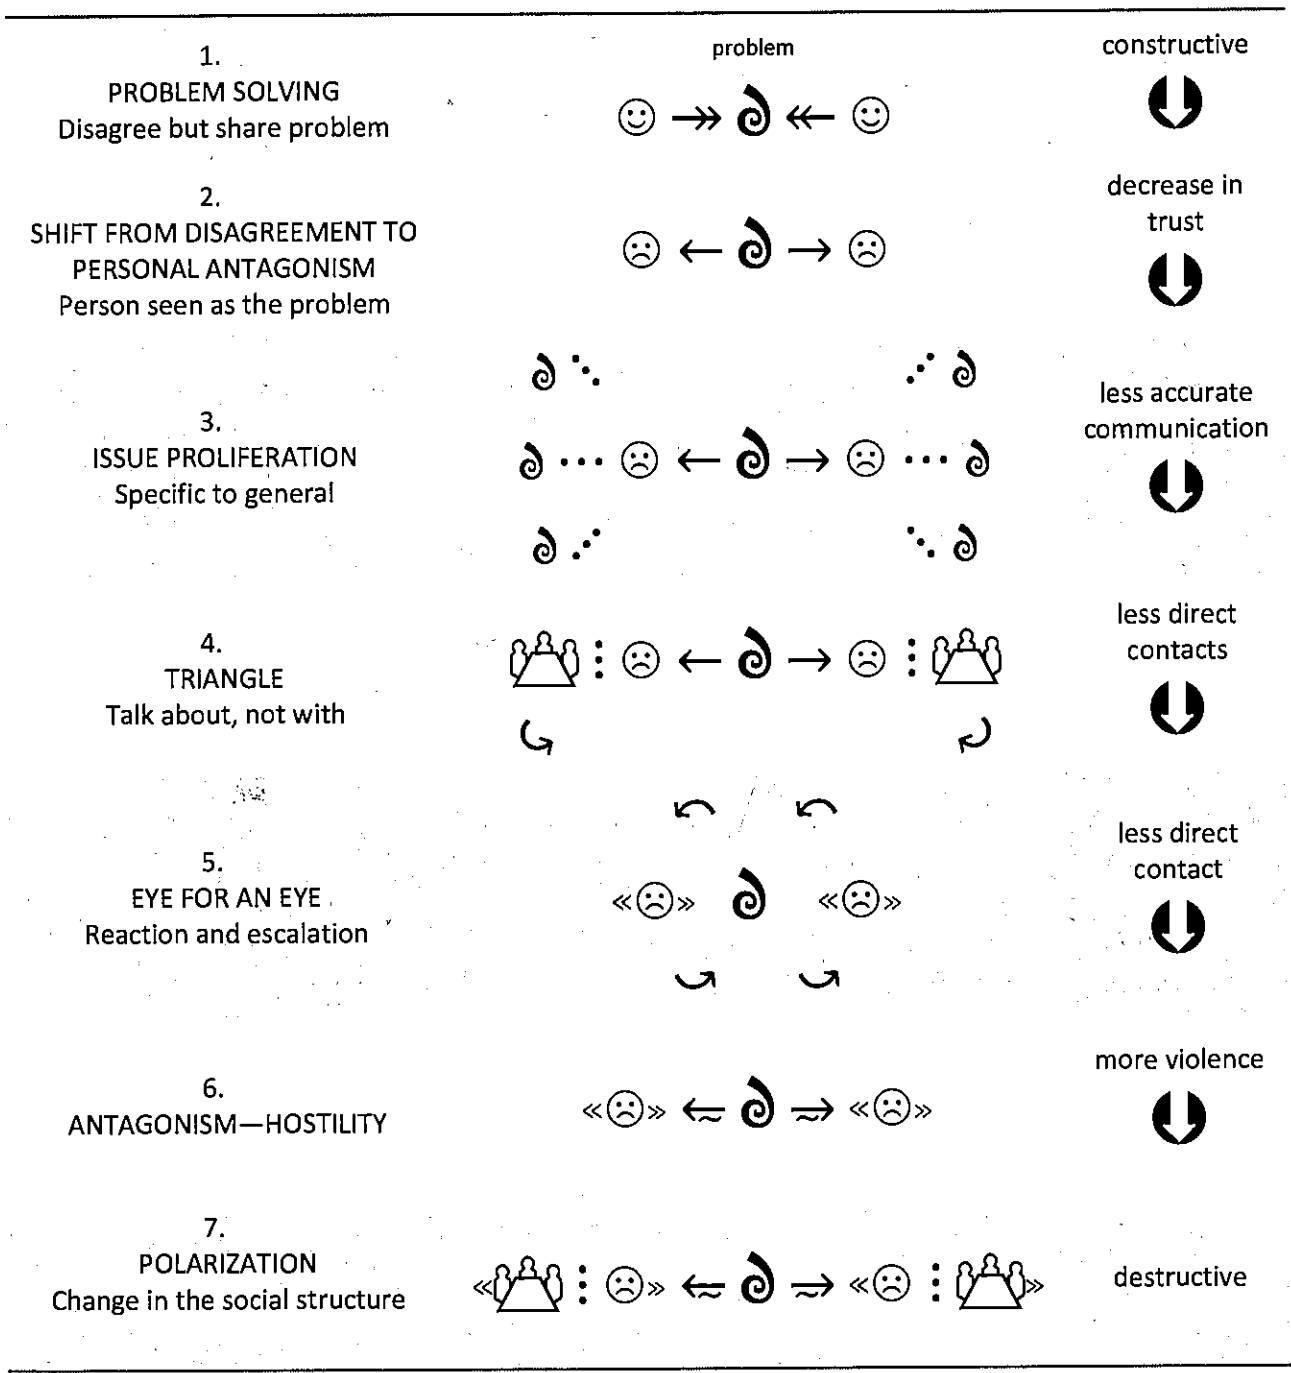 1.
PROBLEM SOLVING
Disagree but share problem
problem
constructive
2.
SHIFT FROM DISAGREEMENT TO
PERSONAL ANTAGONISM
Person seen as the problem
decrease in
trust
3.
ISSUE PROLIFERATION
Specific to general
less accurate
communication
4.
TRIANGLE
Talk about, not with
less direct
contacts
5.
EYE FOR AN EYE
Reaction and escalation
less direct
contact
6.
ANTAGONISM—HOSTILITY
more violence
7.
POLARIZATION
Change in the social structure
destructive